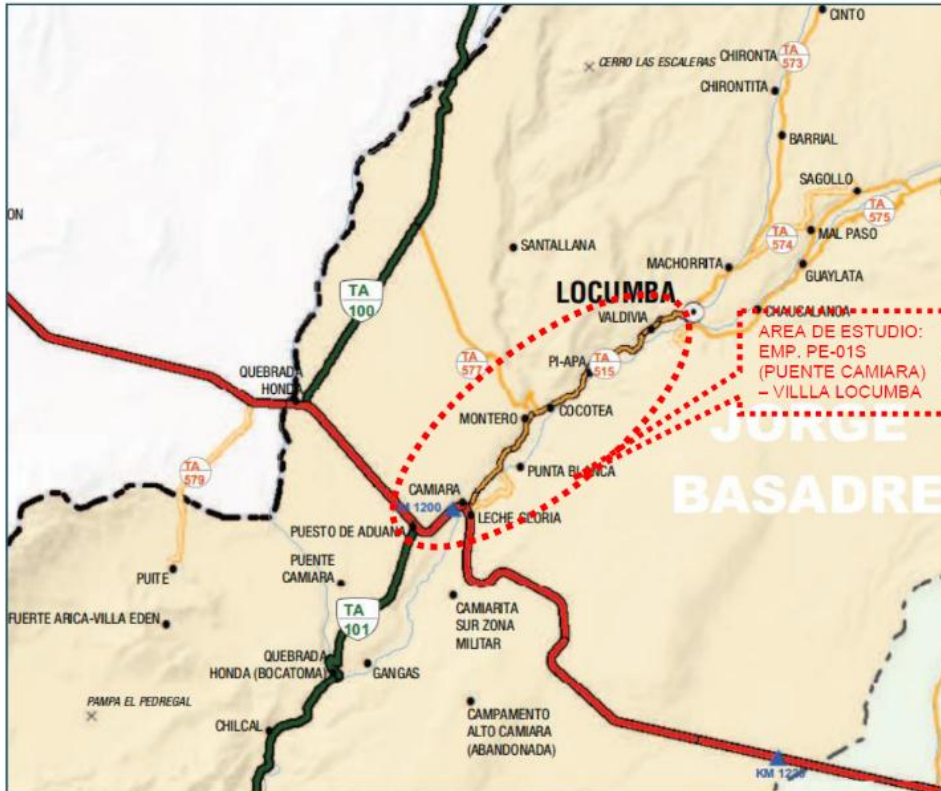 CINTO
TA
573
CHIRONTA
CERRO LAS ESCALERAS
CHIRONTITA
BARRIAL
SAGOLLO
TA
575
ON
TA
574
MAL PASO
SANTALLANA
MACHORRITA
GUAYLATA
TA
100
LOCUMBA
CHAUCALANOA
VALDIVIA
AREA DE ESTUDIO:
EMP. PE-01S
(PUENTE CAMIARA)
– VILLLA LOCUMBA
QUEBRADA
HONDA
TA
577
PI-APA
TA
515
MONTERO
COCOTEA
JORGE
BASADRE
TA
579
PUNTA BLANCA
CAMIARA
KM 1200
LECHE GLORIA
PUESTO DE ADUANA
PUITE
PUENTE
CAMIARA
FUERTE ARICA-VILLA EDEN
TA
101
CAMIARITA
SUR ZONA
MILITAR
QUEBRADA
HONDA (BOCATOMA)
GANGAS
PAMPA EL PEDREGAL
CHILCAL
CAMPAMENTO
ALTO CAMIARA
(ABANDONADA)